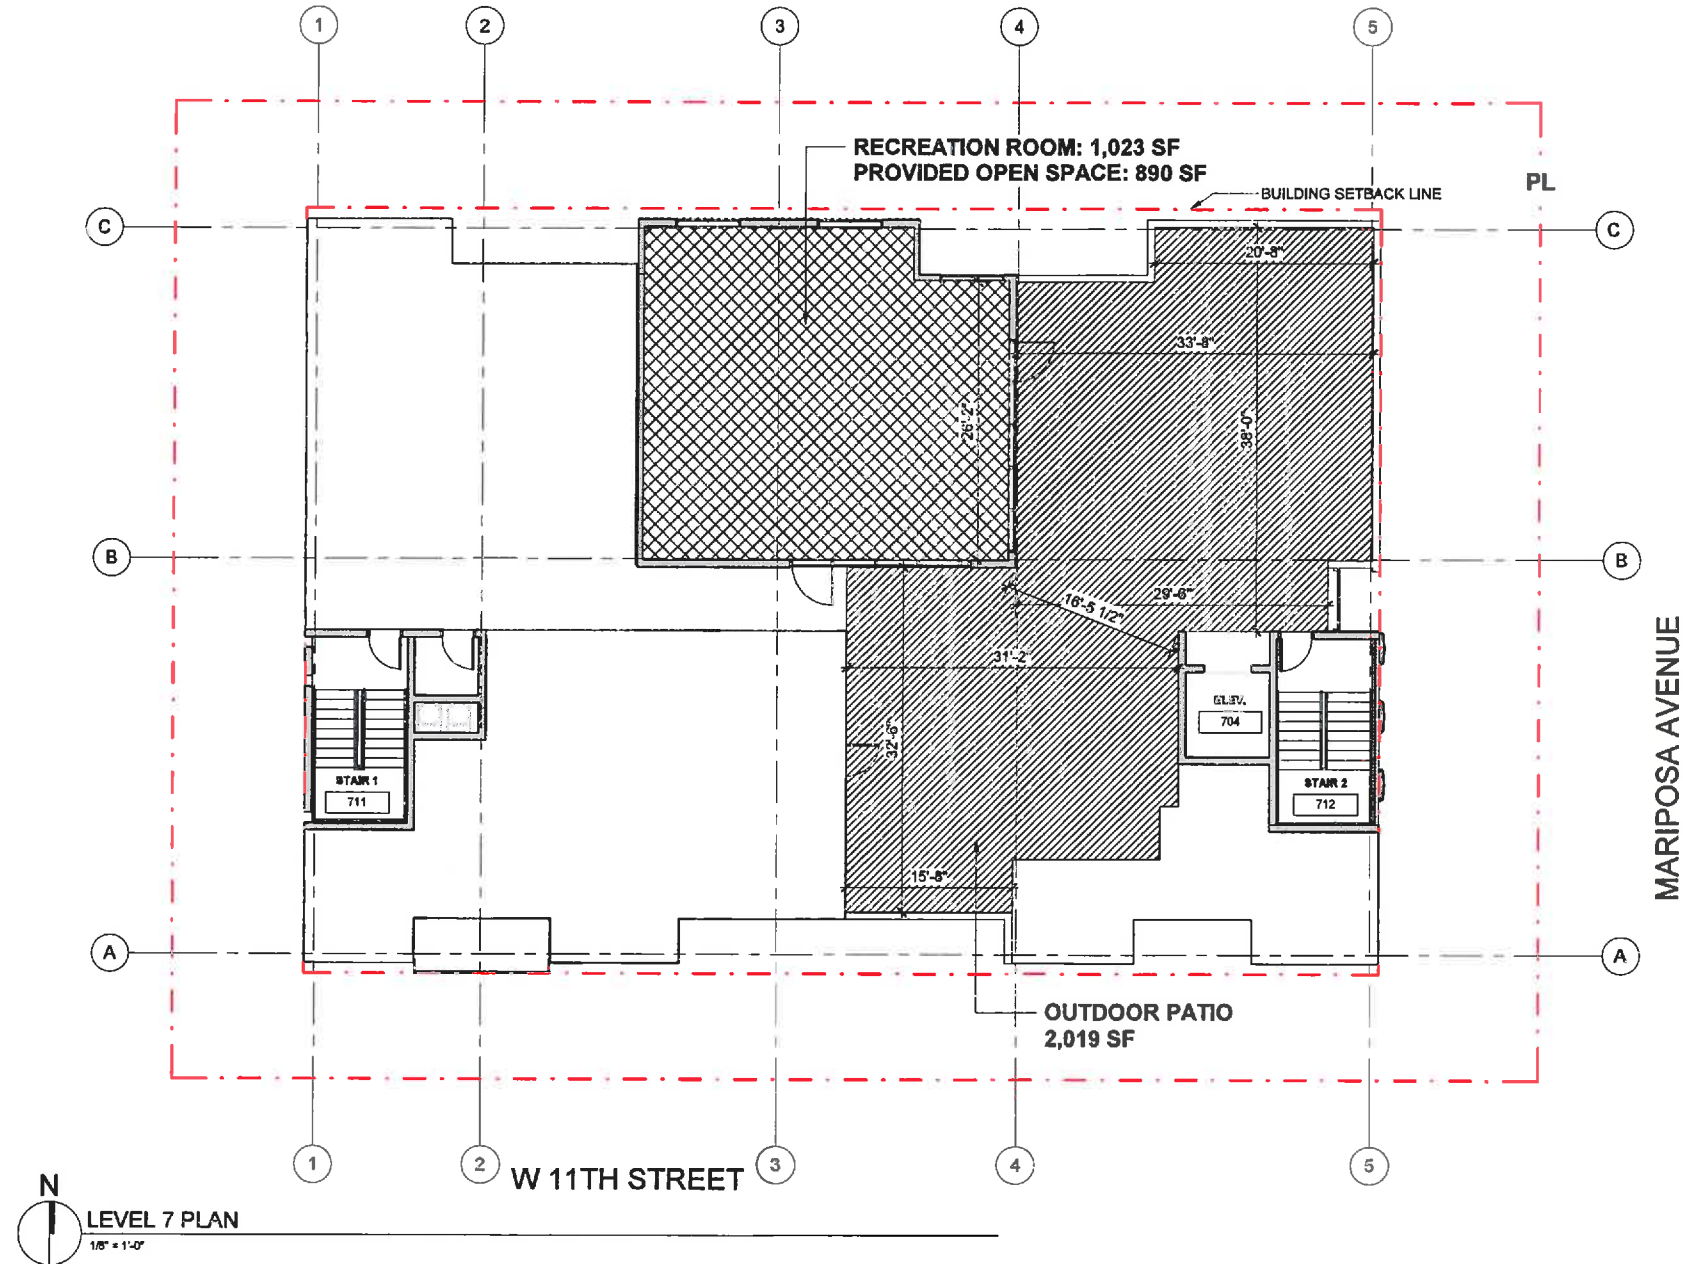 1 2 3 4 5
RECREATION ROOM: 1,023 SF
PROVIDED OPEN SPACE: 890 SF
BUILDING SETBACK LINE
PL
C C
20'-8"
33'-8"
38'-0"
26'-2"
B B
29'-6"
16'-5 1/2"
31'-2"
32'-6"
ELEV.
704
STAIR 1
711
STAIR 2
712
15'-8"
MARIPOSA AVENUE
A A
OUTDOOR PATIO
2,019 SF
1 2 3 4 5
W 11TH STREET
N
LEVEL 7 PLAN
1/8" = 1'-0"